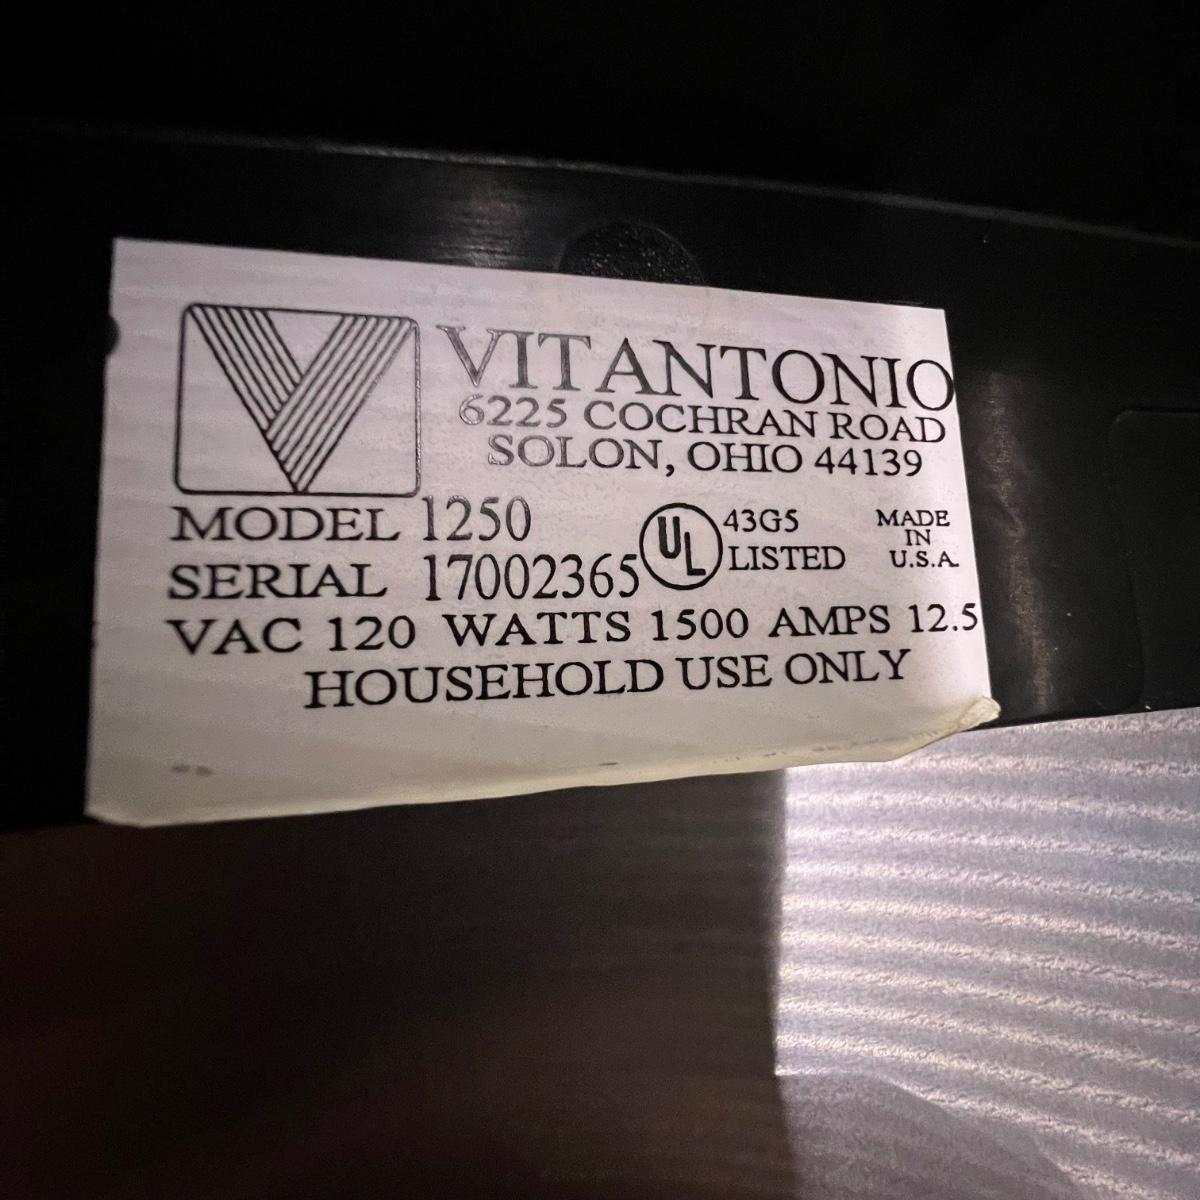 VITANTONIO
6225 COCHRAN ROAD
SOLON, OHIO 44139
MODEL 1250
SERIAL 17002365
UL
43G5
LISTED
MADE
IN
U.S.A.
VAC 120 WATTS 1500 AMPS 12.5
HOUSEHOLD USE ONLY